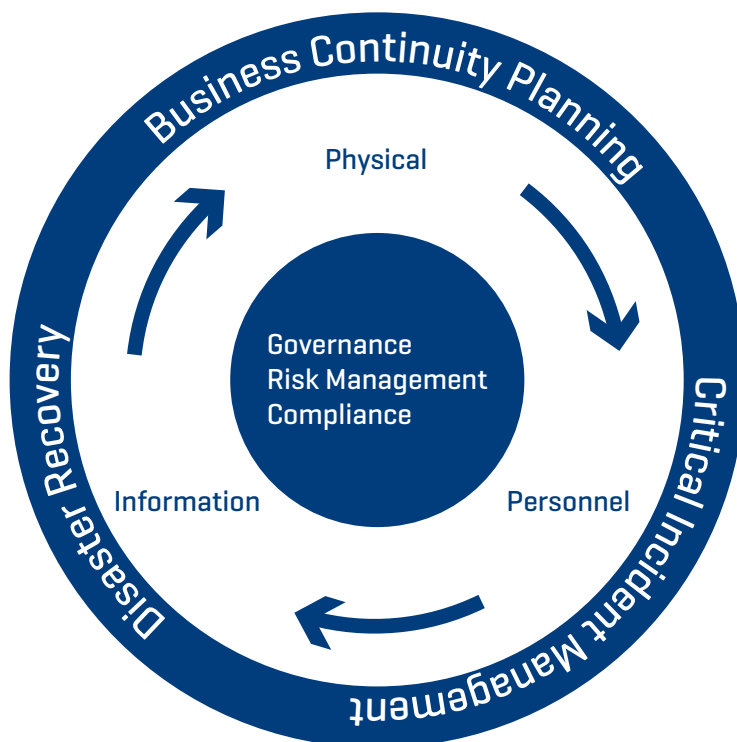 Business Continuity Planning
Physical
Governance
Risk Management
Compliance
Information
Personnel
Disaster Recovery
Critical Incident Management